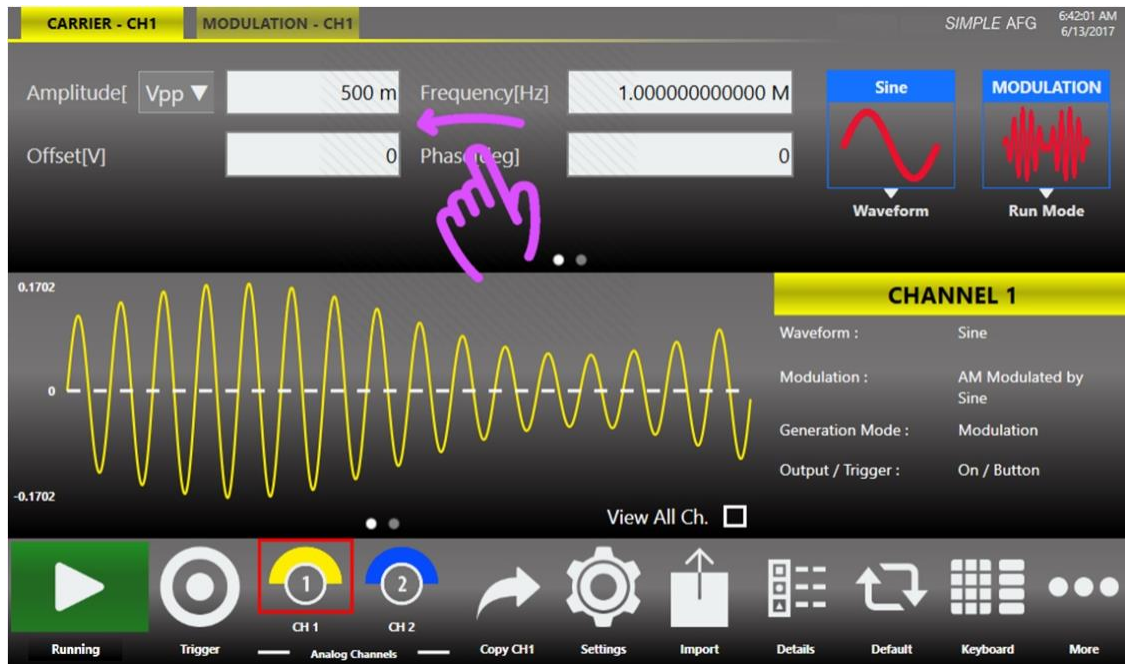 CARRIER - CH1
MODULATION - CH1
SIMPLE AFG
6:42:01 AM
6/13/2017
Amplitude[
Vpp ▼
500 m
Frequency[Hz]
1.000000000000 M
Sine
MODULATION
Offset[V]
0
Phase[deg]
0
Waveform
Run Mode
0.1702
0
-0.1702
CHANNEL 1
Waveform : Sine
Modulation : AM Modulated by
Sine
Generation Mode : Modulation
Output / Trigger : On / Button
View All Ch.
1
2
CH 1
CH 2
Running
Trigger
Analog Channels
Copy CH1
Settings
Import
Details
Default
Keyboard
More